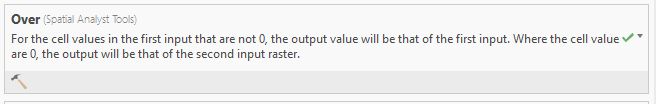 Over (Spatial Analyst Tools)
For the cell values in the first input that are not 0, the output value will be that of the first input. Where the cell value
are 0, the output will be that of the second input raster.